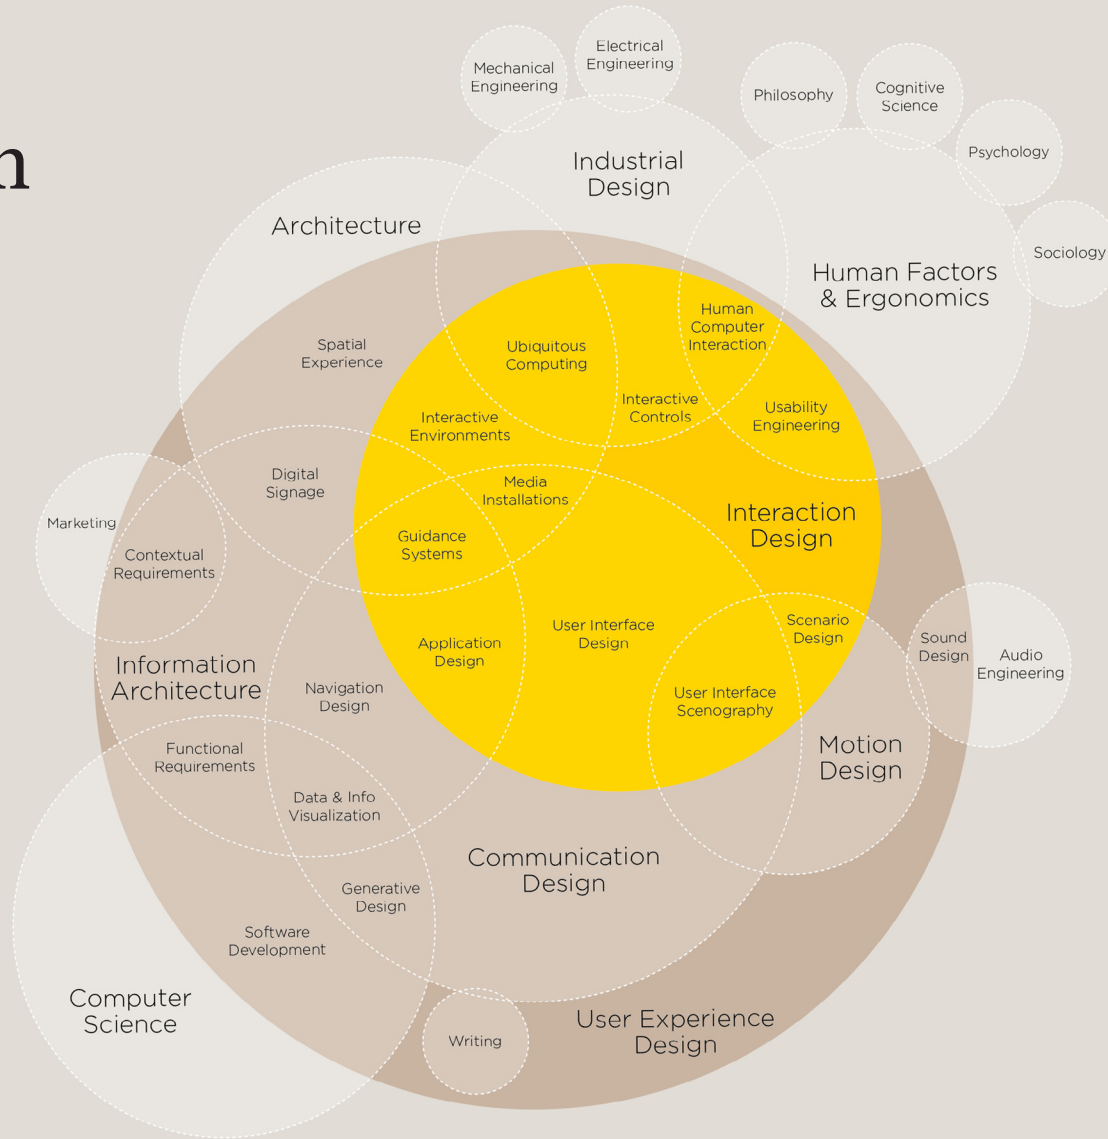 n
Mechanical
Engineering
Electrical
Engineering
Philosophy
Cognitive
Science
Psychology
Sociology
Industrial
Design
Architecture
Human Factors
& Ergonomics
Human
Computer
Interaction
Spatial
Experience
Ubiquitous
Computing
Interactive
Controls
Usability
Engineering
Interactive
Environments
Digital
Signage
Media
Installations
Interaction
Design
Marketing
Guidance
Systems
Contextual
Requirements
User Interface
Design
Scenario
Design
Sound
Design
Audio
Engineering
Application
Design
Information
Architecture
Navigation
Design
User Interface
Scenography
Motion
Design
Functional
Requirements
Data & Info
Visualization
Communication
Design
Generative
Design
Software
Development
Computer
Science
Writing
User Experience
Design